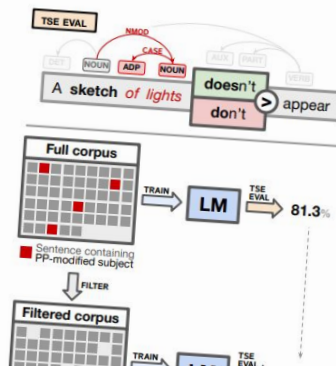 TSE EVAL
NMOD
CASE
DET
NOUN
ADP
NOUN
AUX
PART
VERB
A sketch of lights
doesn't
don't
>
appear
Full corpus
TRAIN
LM
TSE
EVAL
81.3%
Sentence containing
PP-modified subject
FILTER
Filtered corpus
TRAIN
TSE
EVAL